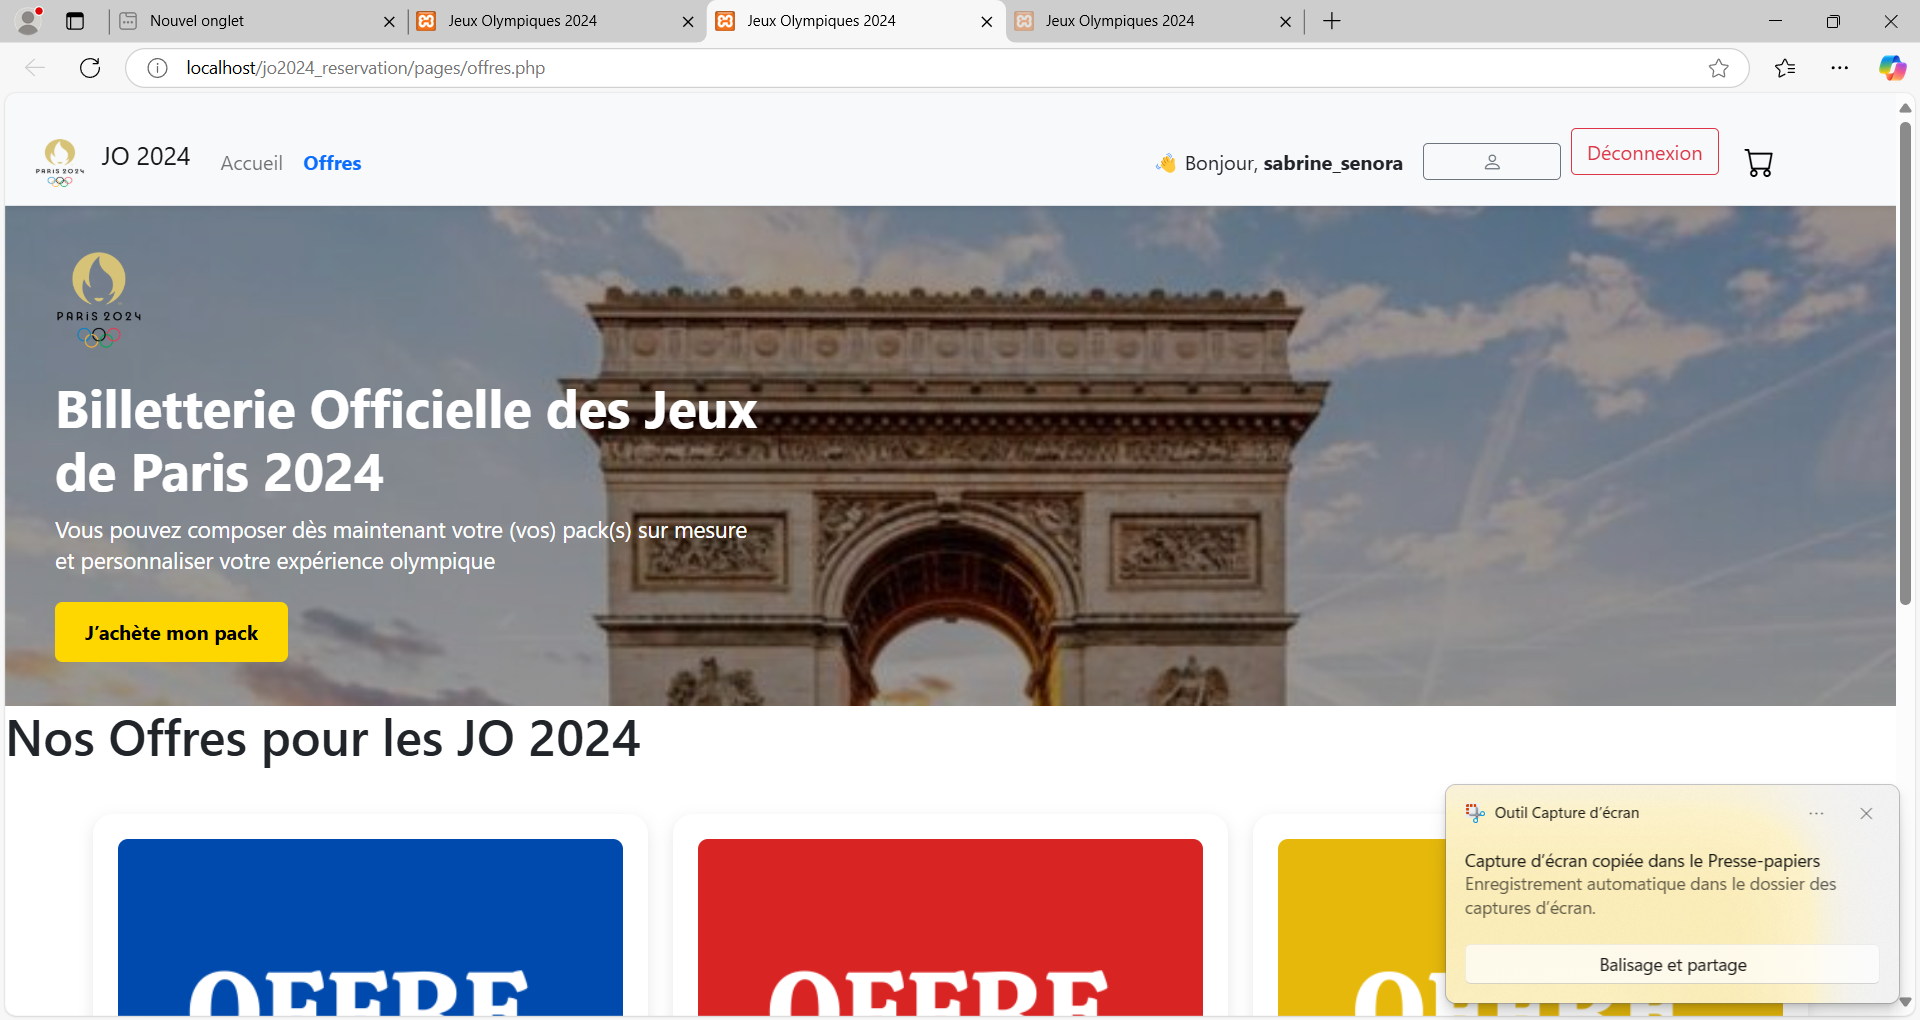 Nouvel onglet
Jeux Olympiques 2024
Jeux Olympiques 2024
Jeux Olympiques 2024
localhost/jo2024_reservation/pages/offres.php
PARIS 2024
JO 2024
Accueil
Offres
👋 Bonjour, sabrine_senora
Déconnexion
PARIS 2024
Billetterie Officielle des Jeux
de Paris 2024
Vous pouvez composer dès maintenant votre (vos) pack(s) sur mesure
et personnaliser votre expérience olympique
J’achète mon pack
Nos Offres pour les JO 2024
OFFRE
OFFRE
Outil Capture d’écran
Capture d’écran copiée dans le Presse-papiers
Enregistrement automatique dans le dossier des
captures d’écran.
Balisage et partage